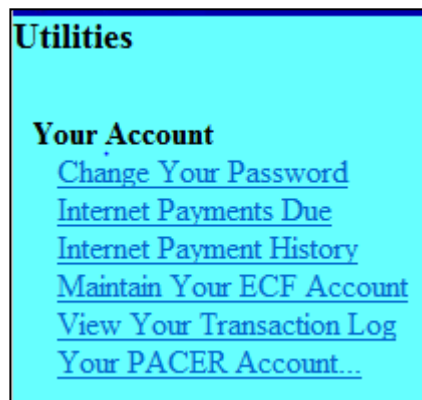 Utilities
Your Account
Change Your Password
Internet Payments Due
Internet Payment History
Maintain Your ECF Account
View Your Transaction Log
Your PACER Account...